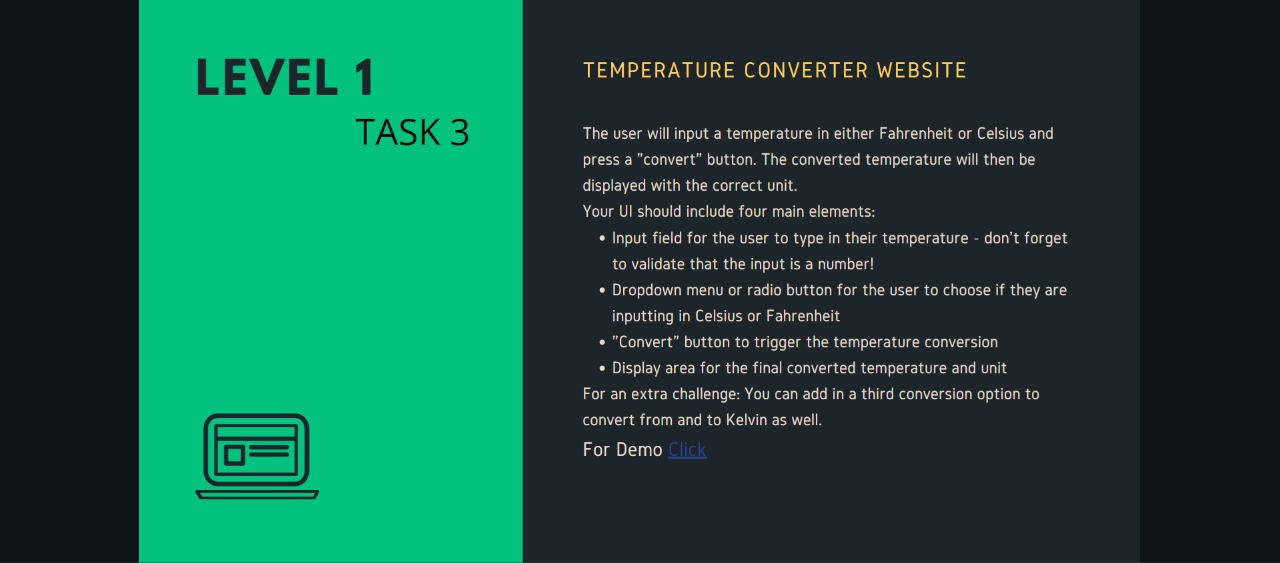 LEVEL 1
TASK 3
TEMPERATURE CONVERTER WEBSITE
The user will input a temperature in either Fahrenheit or Celsius and
press a "convert" button. The converted temperature will then be
displayed with the correct unit.
Your UI should include four main elements:
• Input field for the user to type in their temperature - don't forget
to validate that the input is a number!
• Dropdown menu or radio button for the user to choose if they are
inputting in Celsius or Fahrenheit
• "Convert" button to trigger the temperature conversion
• Display area for the final converted temperature and unit
For an extra challenge: You can add in a third conversion option to
convert from and to Kelvin as well.
For Demo Click